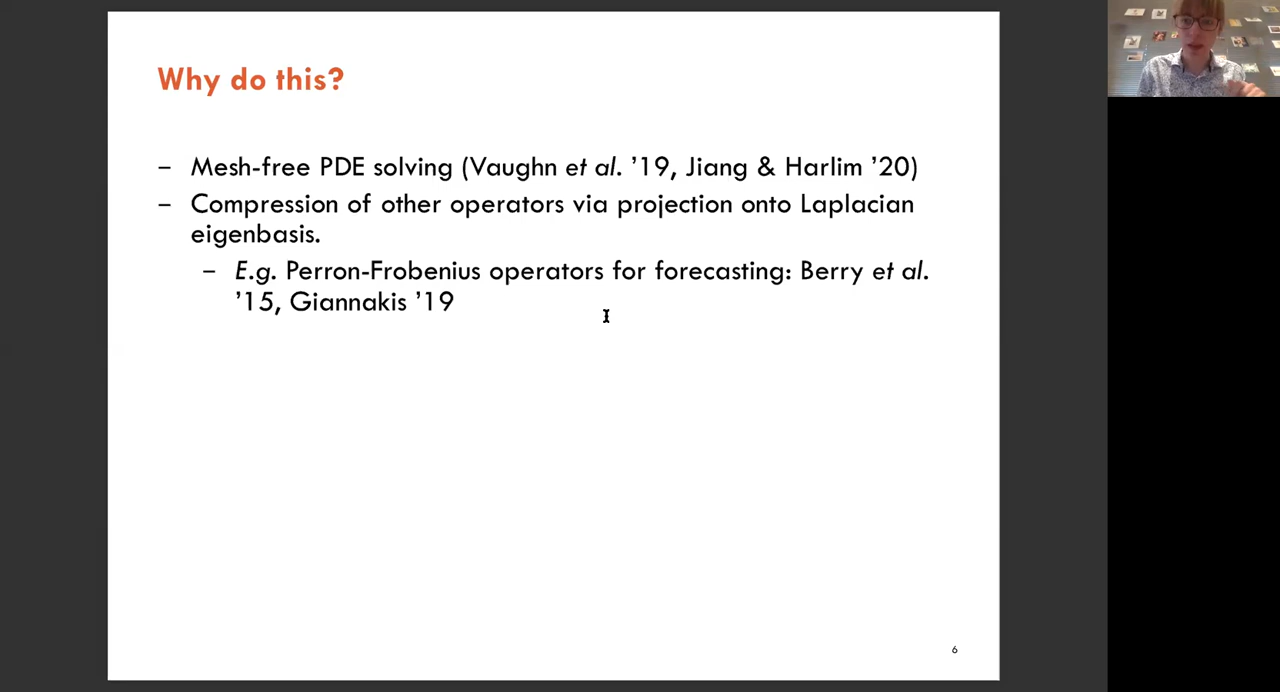 Why do this?
– Mesh-free PDE solving (Vaughn et al. ’19, Jiang & Harlim ’20)
– Compression of other operators via projection onto Laplacian
eigenbasis.
– E.g. Perron-Frobenius operators for forecasting: Berry et al.
’15, Giannakis ’19
6